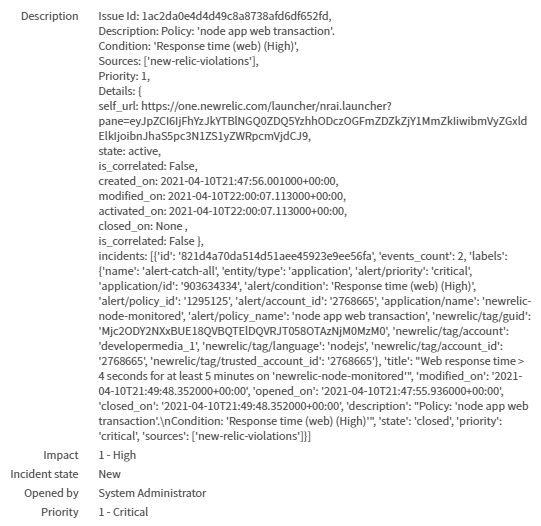 Description Issue Id: 1ac2da0e4d4d49c8a8738afd6df652fd,
Description: Policy: 'node app web transaction'.
Condition: 'Response time (web) (High)',
Sources: ['new-relic-violations'],
Priority: 1,
Details: {
self_url: https://one.newrelic.com/launcher/nrai.launcher?
pane=eyJpZCI6IjFhYzJkYTBlNGQ0ZDQ5YzhhODczOGFmZDZkZjY1MmZkIiwibmVyZGxld
ElkIjoibnJhaS5pc3N1ZS1yZWRpcmVjdCJ9,
state: active,
is_correlated: False,
created_on: 2021-04-10T21:47:56.001000+00:00,
modified_on: 2021-04-10T22:00:07.113000+00:00,
activated_on: 2021-04-10T22:00:07.113000+00:00,
closed_on: None ,
is_correlated: False },
incidents: [{'id': '821d4a70da514d51aee45923e9ee56fa', 'events_count': 2, 'labels':
{'name': 'alert-catch-all', 'entity/type': 'application', 'alert/priority': 'critical',
'application/id': '903634334', 'alert/condition': 'Response time (web) (High)',
'alert/policy_id': '1295125', 'alert/account_id': '2768665', 'application/name': 'newrelic-
node-monitored', 'alert/policy_name': 'node app web transaction', 'newrelic/tag/guid':
'Mjc2ODY2NXxBUE18QVBQTElDQVRJT058OTAzNjM0MzM0', 'newrelic/tag/account':
'developermedia_1', 'newrelic/tag/language': 'nodejs', 'newrelic/tag/account_id':
'2768665', 'newrelic/tag/trusted_account_id': '2768665'}, 'title': "Web response time >
4 seconds for at least 5 minutes on 'newrelic-node-monitored'", 'modified_on': '2021-
04-10T21:49:48.352000+00:00', 'opened_on': '2021-04-10T21:47:55.936000+00:00',
'closed_on': '2021-04-10T21:49:48.352000+00:00', 'description': "Policy: 'node app web
transaction'.\nCondition: 'Response time (web) (High)'", 'state': 'closed', 'priority':
'critical', 'sources': ['new-relic-violations']}]
Impact 1 - High
Incident state New
Opened by System Administrator
Priority 1 - Critical